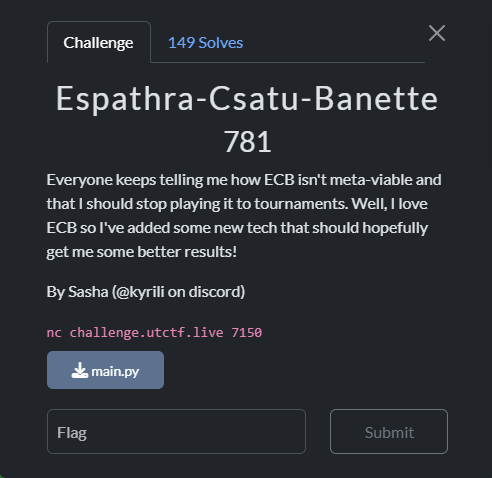 Challenge
149 Solves
Espathra-Csatu-Banette
781
Everyone keeps telling me how ECB isn't meta-viable and
that I should stop playing it to tournaments. Well, I love
ECB so I've added some new tech that should hopefully
get me some better results!
By Sasha (@kyrili on discord)
nc challenge.utctf.live 7150
main.py
Flag
Submit